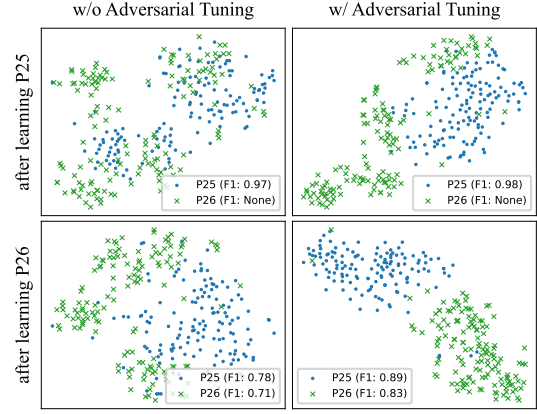 w/o Adversarial Tuning
w/ Adversarial Tuning
after learning P25
P25 (F1: 0.97)
P26 (F1: None)
P25 (F1: 0.98)
P26 (F1: None)
after learning P26
P25 (F1: 0.78)
P26 (F1: 0.71)
P25 (F1: 0.89)
P26 (F1: 0.83)